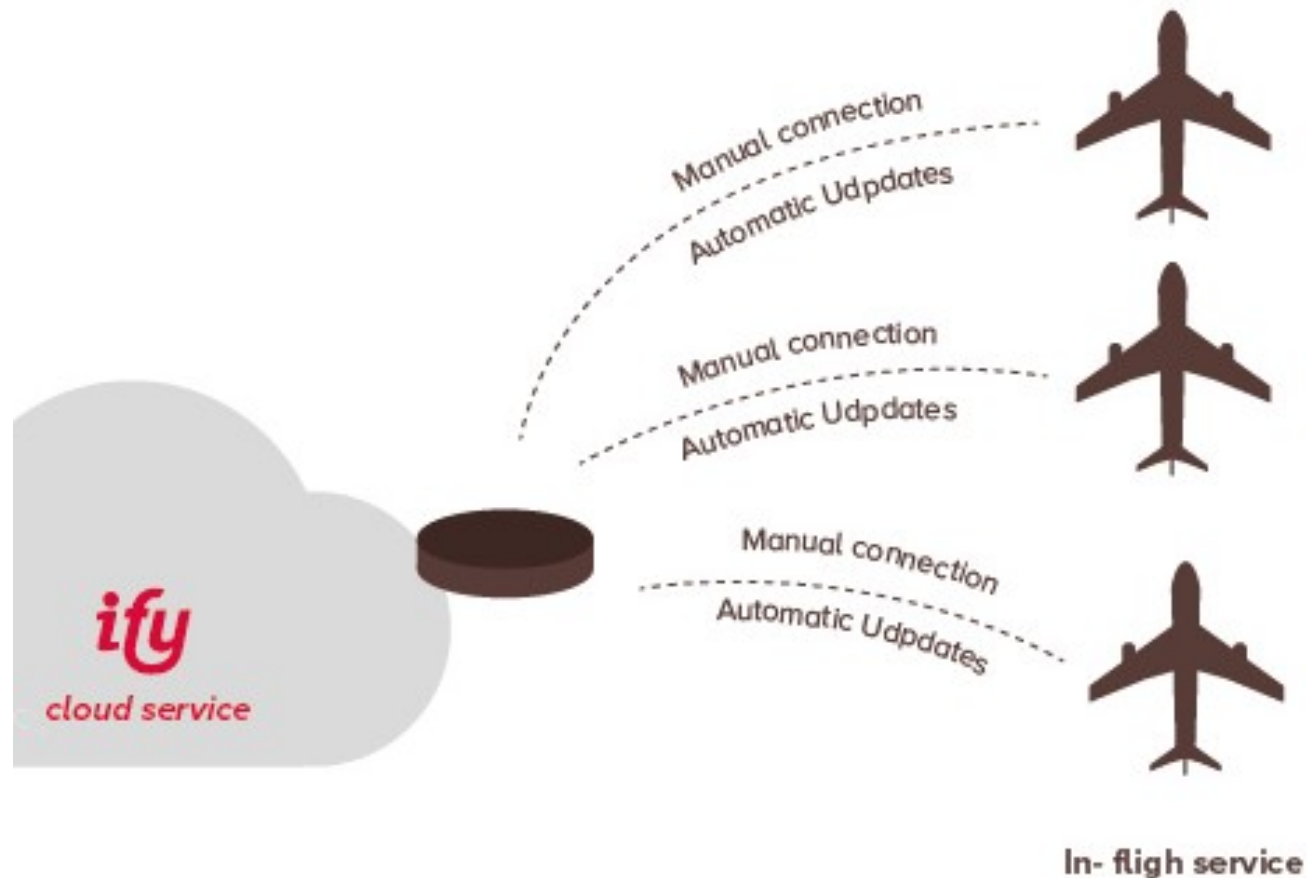 Manual connection
Automatic Udpdates
Manual connection
Automatic Udpdates
Manual connection
Automatic Udpdates
ify
cloud service
In- fligh service